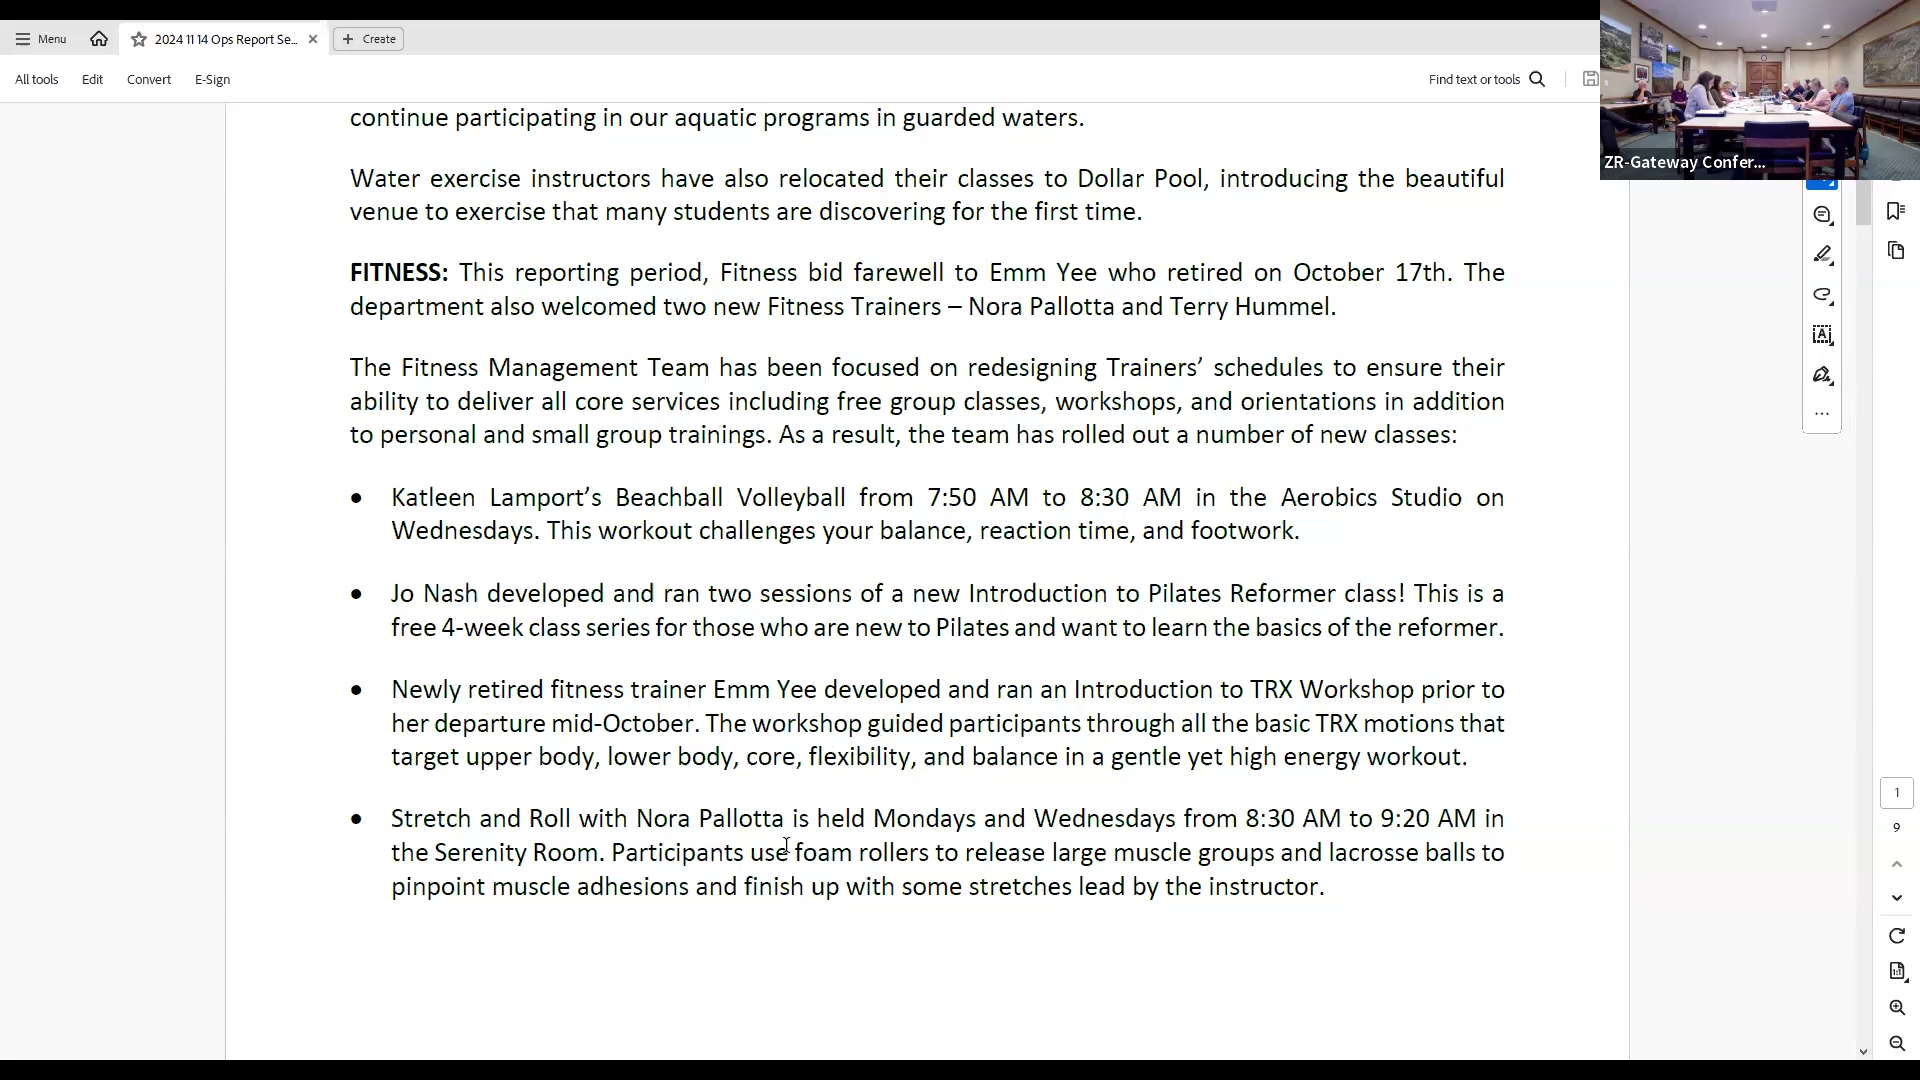 Menu
2024 11 14 Ops Report Se...
Create
All tools
Edit
Convert
E-Sign
Find text or tools
ZR-Gateway Confer...
continue participating in our aquatic programs in guarded waters.
Water exercise instructors have also relocated their classes to Dollar Pool, introducing the beautiful
venue to exercise that many students are discovering for the first time.
FITNESS: This reporting period, Fitness bid farewell to Emm Yee who retired on October 17th. The
department also welcomed two new Fitness Trainers – Nora Pallotta and Terry Hummel.
The Fitness Management Team has been focused on redesigning Trainers’ schedules to ensure their
ability to deliver all core services including free group classes, workshops, and orientations in addition
to personal and small group trainings. As a result, the team has rolled out a number of new classes:
• Katleen Lamport’s Beachball Volleyball from 7:50 AM to 8:30 AM in the Aerobics Studio on
Wednesdays. This workout challenges your balance, reaction time, and footwork.
• Jo Nash developed and ran two sessions of a new Introduction to Pilates Reformer class! This is a
free 4-week class series for those who are new to Pilates and want to learn the basics of the reformer.
• Newly retired fitness trainer Emm Yee developed and ran an Introduction to TRX Workshop prior to
her departure mid-October. The workshop guided participants through all the basic TRX motions that
target upper body, lower body, core, flexibility, and balance in a gentle yet high energy workout.
• Stretch and Roll with Nora Pallotta is held Mondays and Wednesdays from 8:30 AM to 9:20 AM in
the Serenity Room. Participants use foam rollers to release large muscle groups and lacrosse balls to
pinpoint muscle adhesions and finish up with some stretches lead by the instructor.
1
9